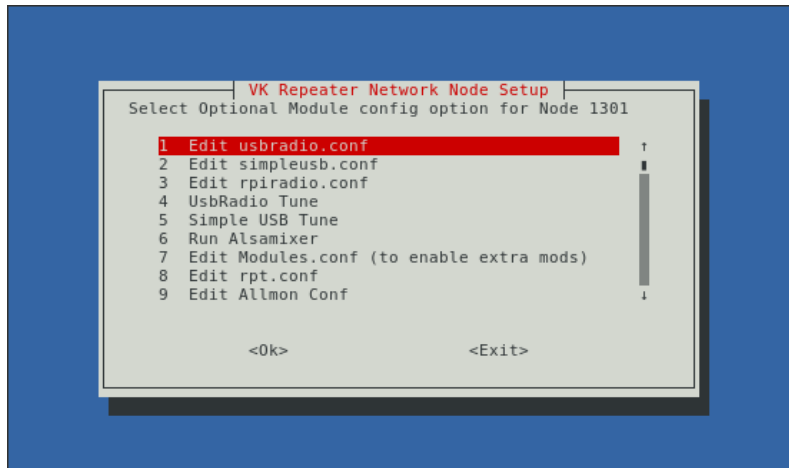 VK Repeater Network Node Setup
Select Optional Module config option for Node 1301
1 Edit usbradio.conf
2 Edit simpleusb.conf
3 Edit rpiradio.conf
4 UsbRadio Tune
5 Simple USB Tune
6 Run Alsamixer
7 Edit Modules.conf (to enable extra mods)
8 Edit rpt.conf
9 Edit Allmon Conf
<Ok> <Exit>